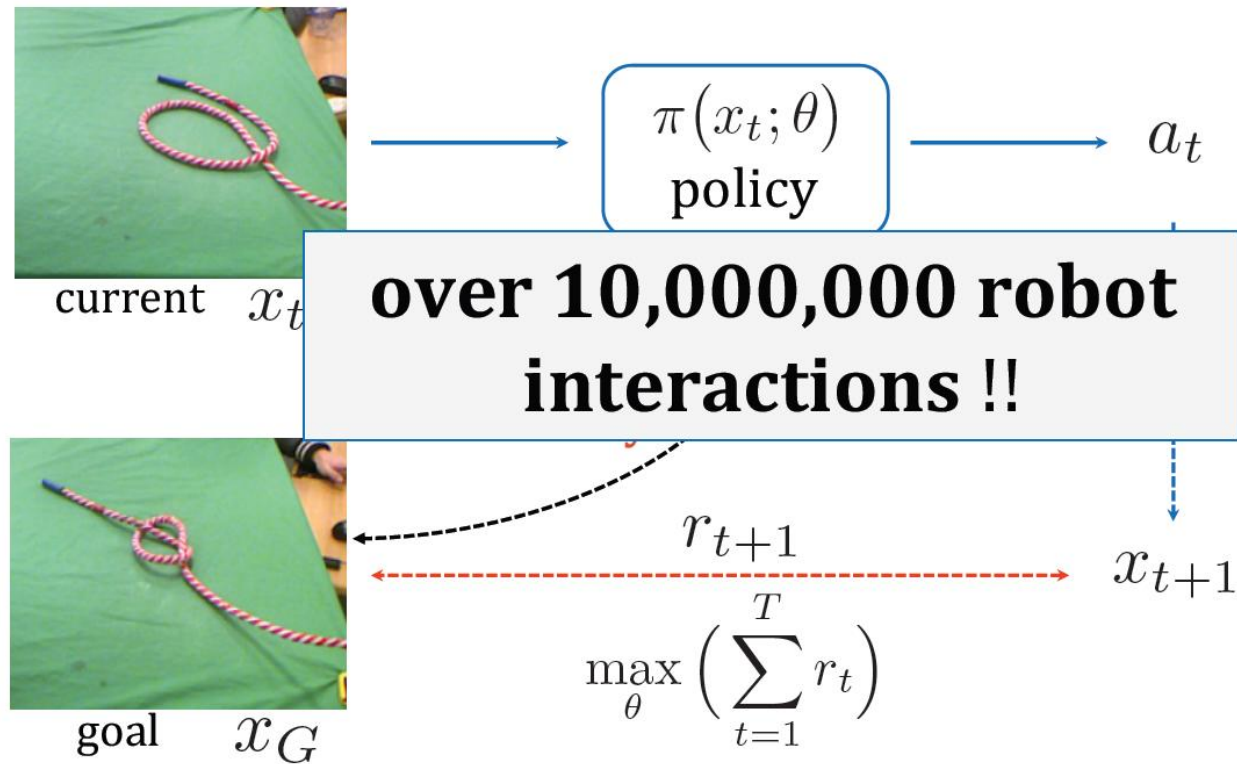 π(x_t; θ)
policy
a_t
current x_t
over 10,000,000 robot
interactions !!
r_{t+1}
x_{t+1}
max_θ ( ∑_{t=1}^{T} r_t )
goal x_G